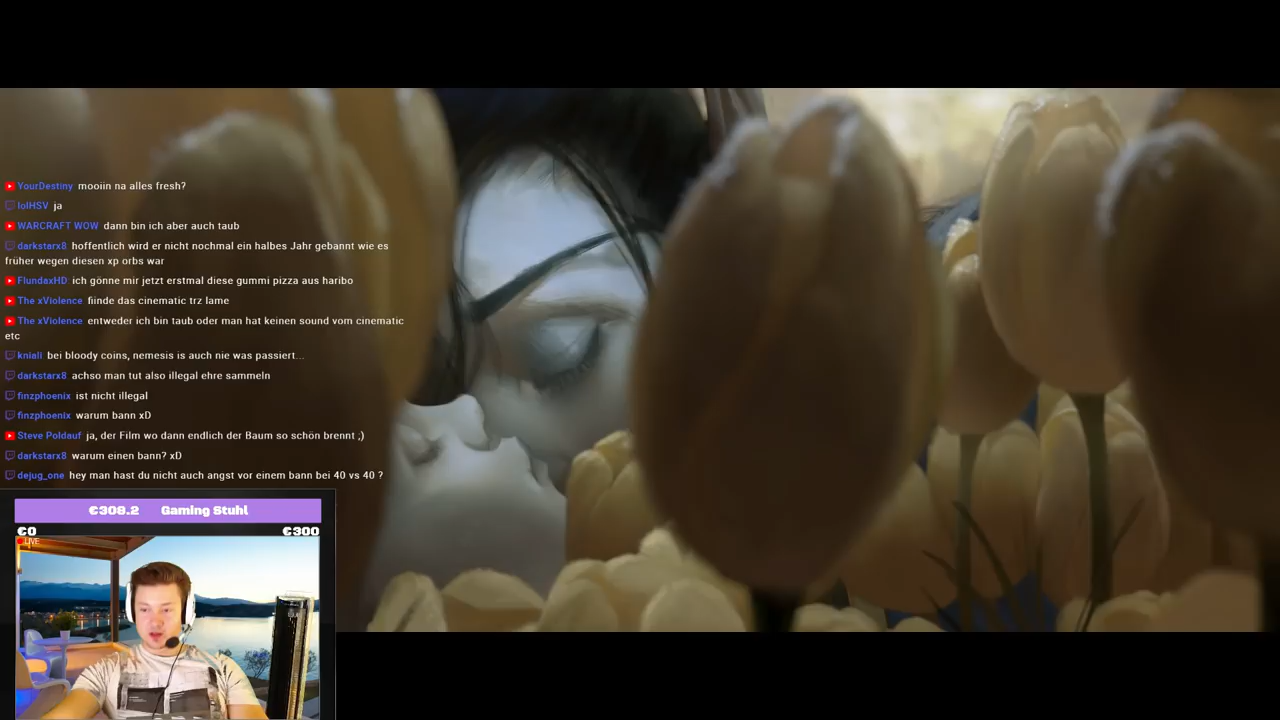 YourDestiny mooiin na alles fresh?
lolHSV ja
WARCRAFT WOW dann bin ich aber auch taub
darkstarx8 hoffentlich wird er nicht nochmal ein halbes Jahr gebannt wie es
früher wegen diesen xp orbs war
FlundaxHD ich gönne mir jetzt erstmal diese gummi pizza aus haribo
The xViolence fiinde das cinematic trz lame
The xViolence entweder ich bin taub oder man hat keinen sound vom cinematic
etc
kniali bei bloody coins, nemesis is auch nie was passiert...
darkstarx8 achso man tut also illegal ehre sammeln
finzphoenix ist nicht illegal
finzphoenix warum bann xD
Steve Poldauf ja, der Film wo dann endlich der Baum so schön brennt ;)
darkstarx8 warum einen bann? xD
dejug_one hey man hast du nicht auch angst vor einem bann bei 40 vs 40 ?
€308.2 Gaming Stuhl
€0 €300
LIVE